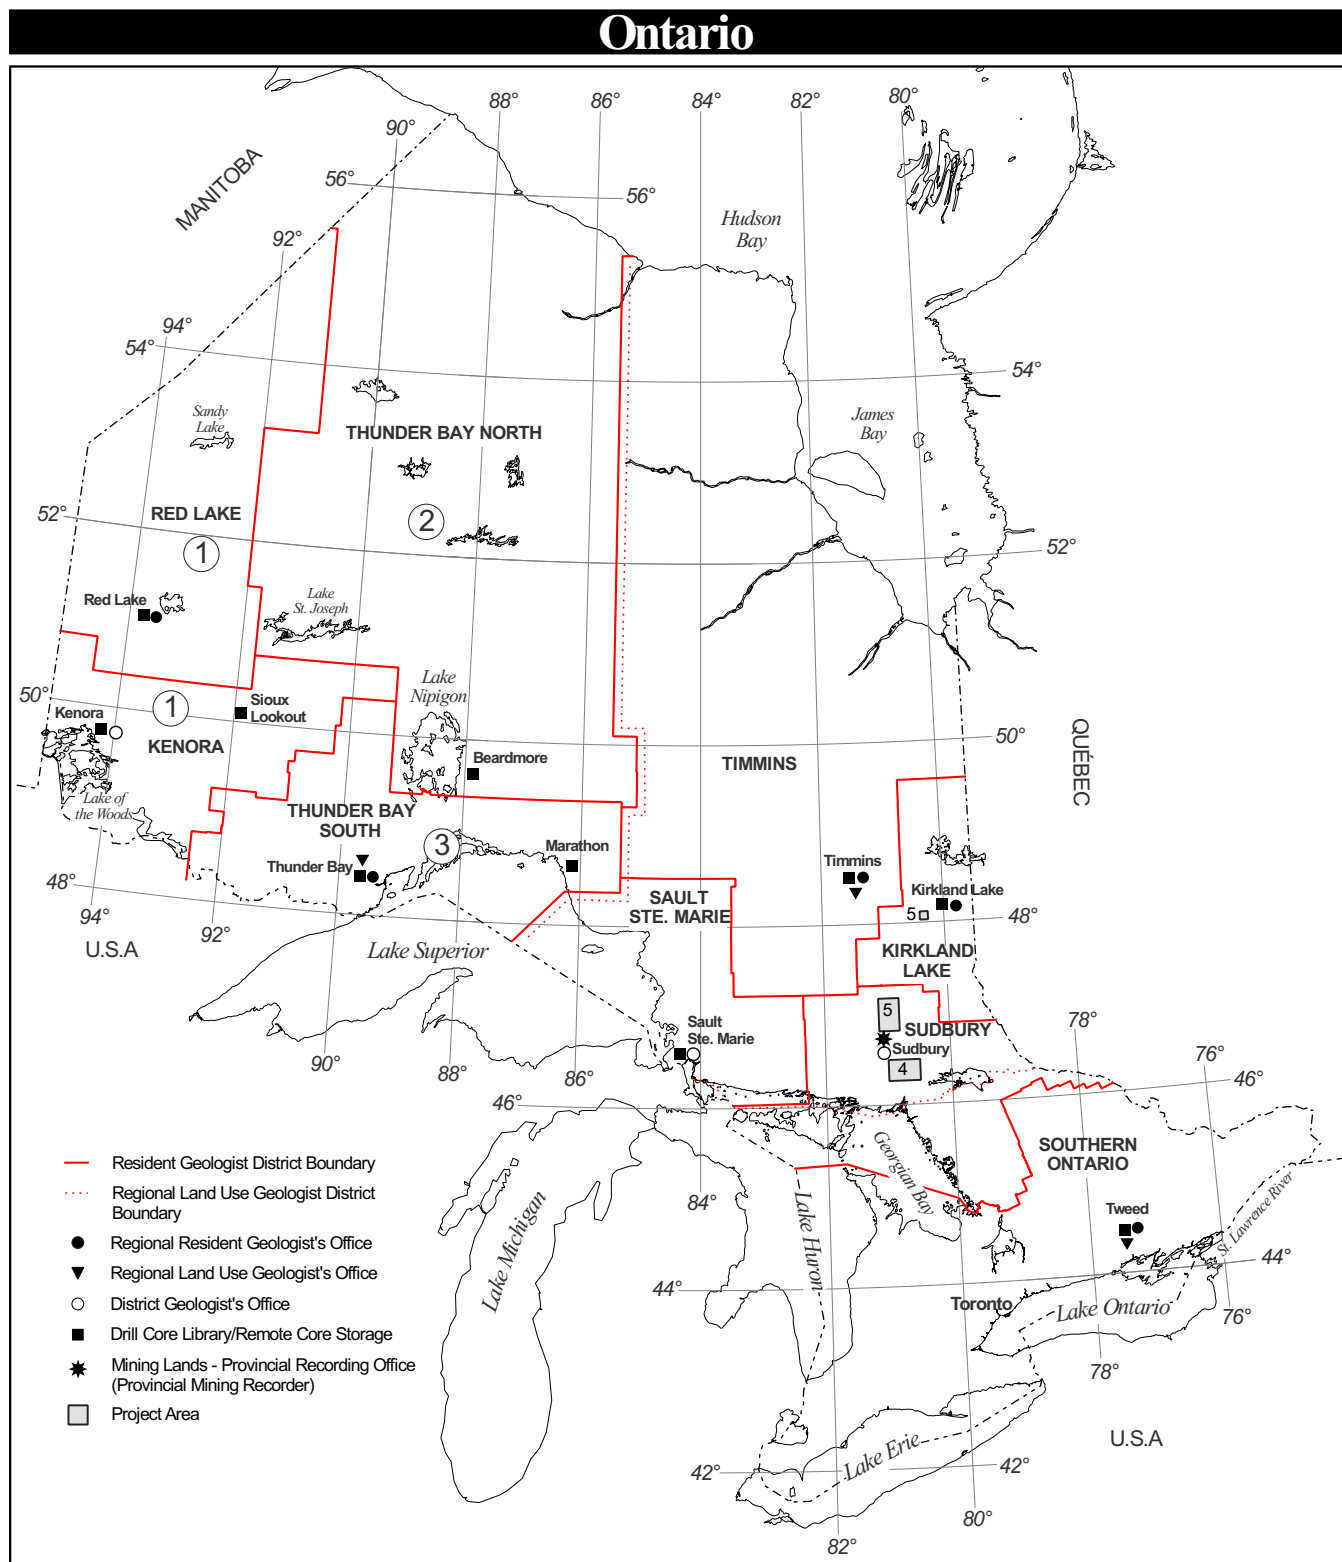 Ontario
88°
86°
84°
82°
80°
90°
56°
56°
MANITOBA
92°
Hudson
Bay
94°
54°
54°
Sandy
Lake
James
Bay
THUNDER BAY NORTH
52°
RED LAKE
2
1
52°
Red Lake
Lake
St. Joseph
Lake
Nipigon
50°
1
Sioux
Lookout
Kenora
KENORA
50°
QUÉBEC
Beardmore
TIMMINS
Lake of
the Woods
THUNDER BAY
SOUTH
3
Marathon
Thunder Bay
Timmins
48°
94°
92°
Kirkland Lake
5
48°
SAULT
STE. MARIE
U.S.A
Lake Superior
KIRKLAND
LAKE
5
SUDBURY
78°
Sault
Ste. Marie
Sudbury
4
90°
88°
86°
76°
46°
46°
Georgian Bay
SOUTHERN
ONTARIO
Resident Geologist District Boundary
Regional Land Use Geologist District
Boundary
Regional Resident Geologist's Office
Regional Land Use Geologist's Office
District Geologist's Office
Drill Core Library/Remote Core Storage
Mining Lands - Provincial Recording Office
(Provincial Mining Recorder)
Project Area
Lake Michigan
84°
Lake Huron
Tweed
St. Lawrence River
44°
44°
Toronto
Lake Ontario
76°
78°
U.S.A
Lake Erie
42°
42°
80°
82°